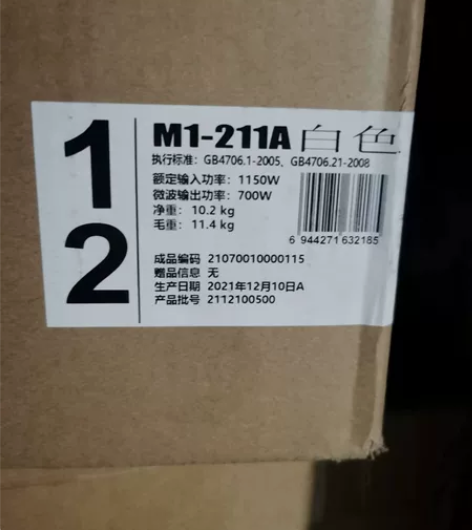 12
M1-211A 白色
执行标准：GB4706.1-2005、GB4706.21-2008
额定输入功率：1150W
微波输出功率：700W
净重：10.2 kg
毛重：11.4 kg
6 944271 632185
成品编码 21070010000115
赠品信息 无
生产日期 2021年12月10日A
产品批号 2112100500